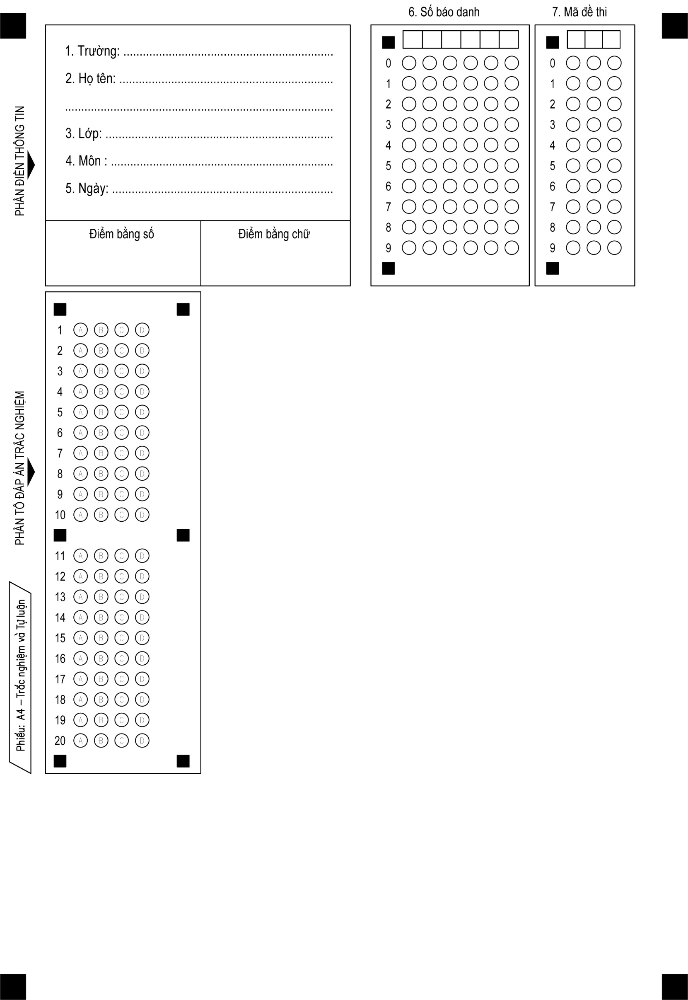 6. Số báo danh
7. Mã đề thi
PHẦN ĐIỀN THÔNG TIN
1. Trường: .................................................................
2. Họ tên: ..................................................................
...................................................................................
3. Lớp: ......................................................................
4. Môn : .....................................................................
5. Ngày: ....................................................................
Điểm bằng số
Điểm bằng chữ
0
1
2
3
4
5
6
7
8
9
0
1
2
3
4
5
6
7
8
9
PHẦN TÔ ĐÁP ÁN TRẮC NGHIỆM
1 A B C D
2 A B C D
3 A B C D
4 A B C D
5 A B C D
6 A B C D
7 A B C D
8 A B C D
9 A B C D
10 A B C D
11 A B C D
12 A B C D
13 A B C D
14 A B C D
15 A B C D
16 A B C D
17 A B C D
18 A B C D
19 A B C D
20 A B C D
Phiếu: A4 – Trắc nghiệm và Tự luận